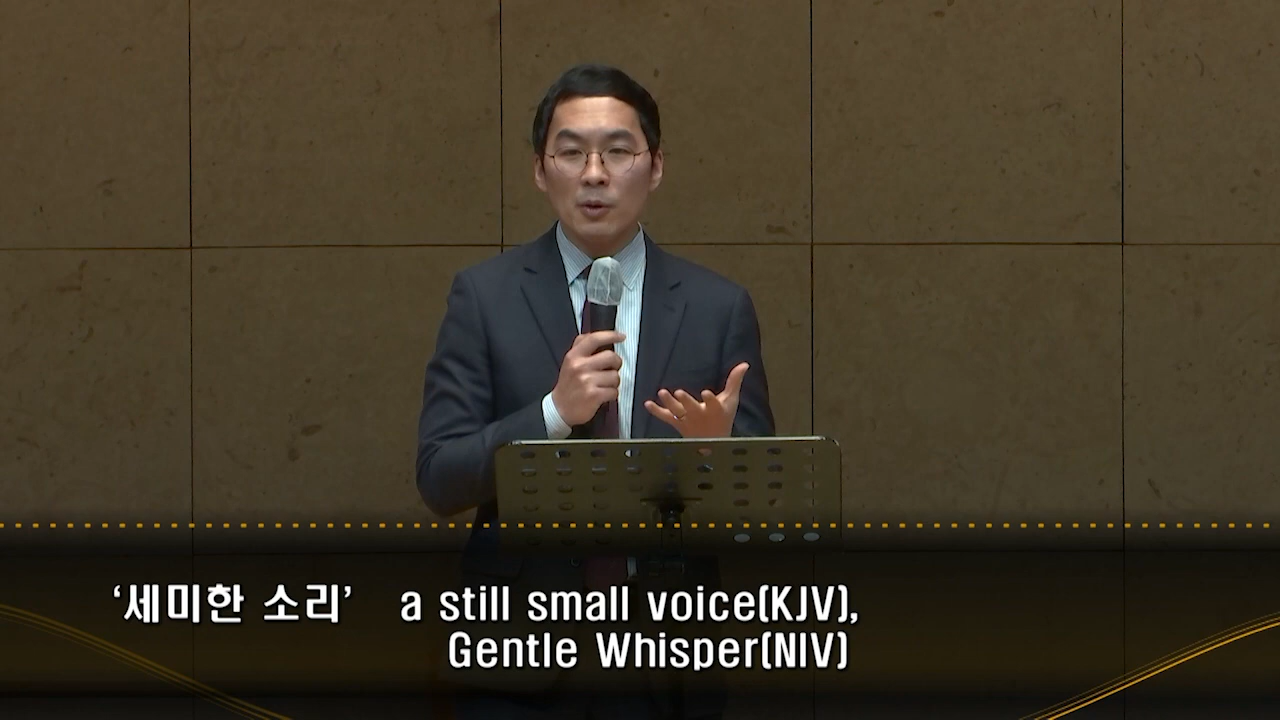 ‘세미한 소리’ a still small voice(KJV),
Gentle Whisper(NIV)